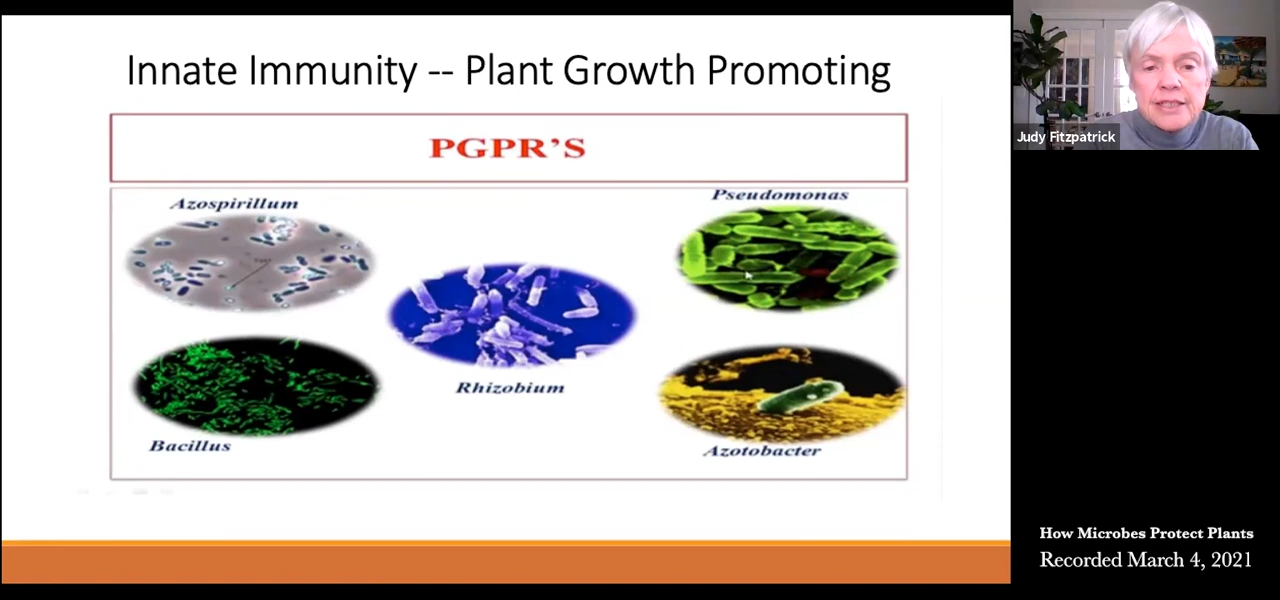 Innate Immunity -- Plant Growth Promoting
PGPR'S
Azospirillum
Pseudomonas
Rhizobium
Bacillus
Azotobacter
Judy Fitzpatrick
How Microbes Protect Plants
Recorded March 4, 2021